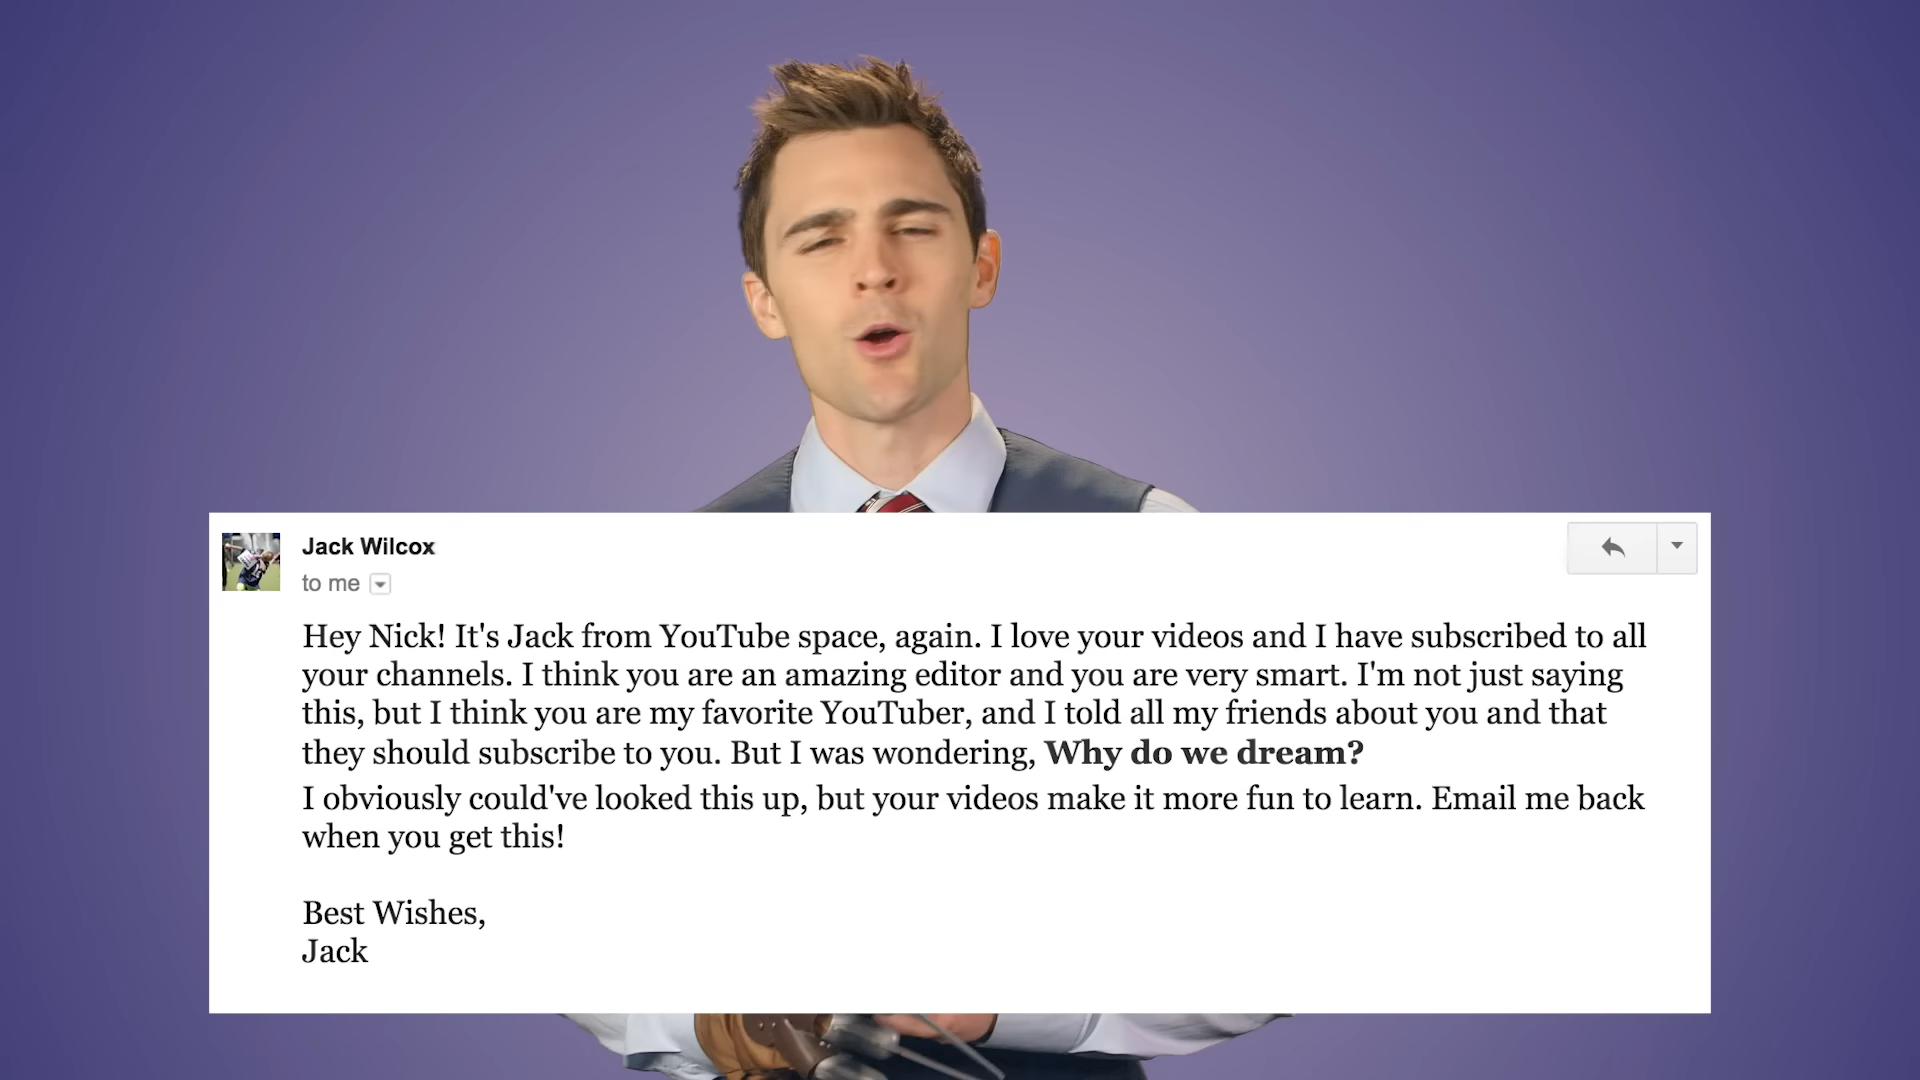 Jack Wilcox
to me
Hey Nick! It's Jack from YouTube space, again. I love your videos and I have subscribed to all
your channels. I think you are an amazing editor and you are very smart. I'm not just saying
this, but I think you are my favorite YouTuber, and I told all my friends about you and that
they should subscribe to you. But I was wondering, Why do we dream?
I obviously could've looked this up, but your videos make it more fun to learn. Email me back
when you get this!
Best Wishes,
Jack